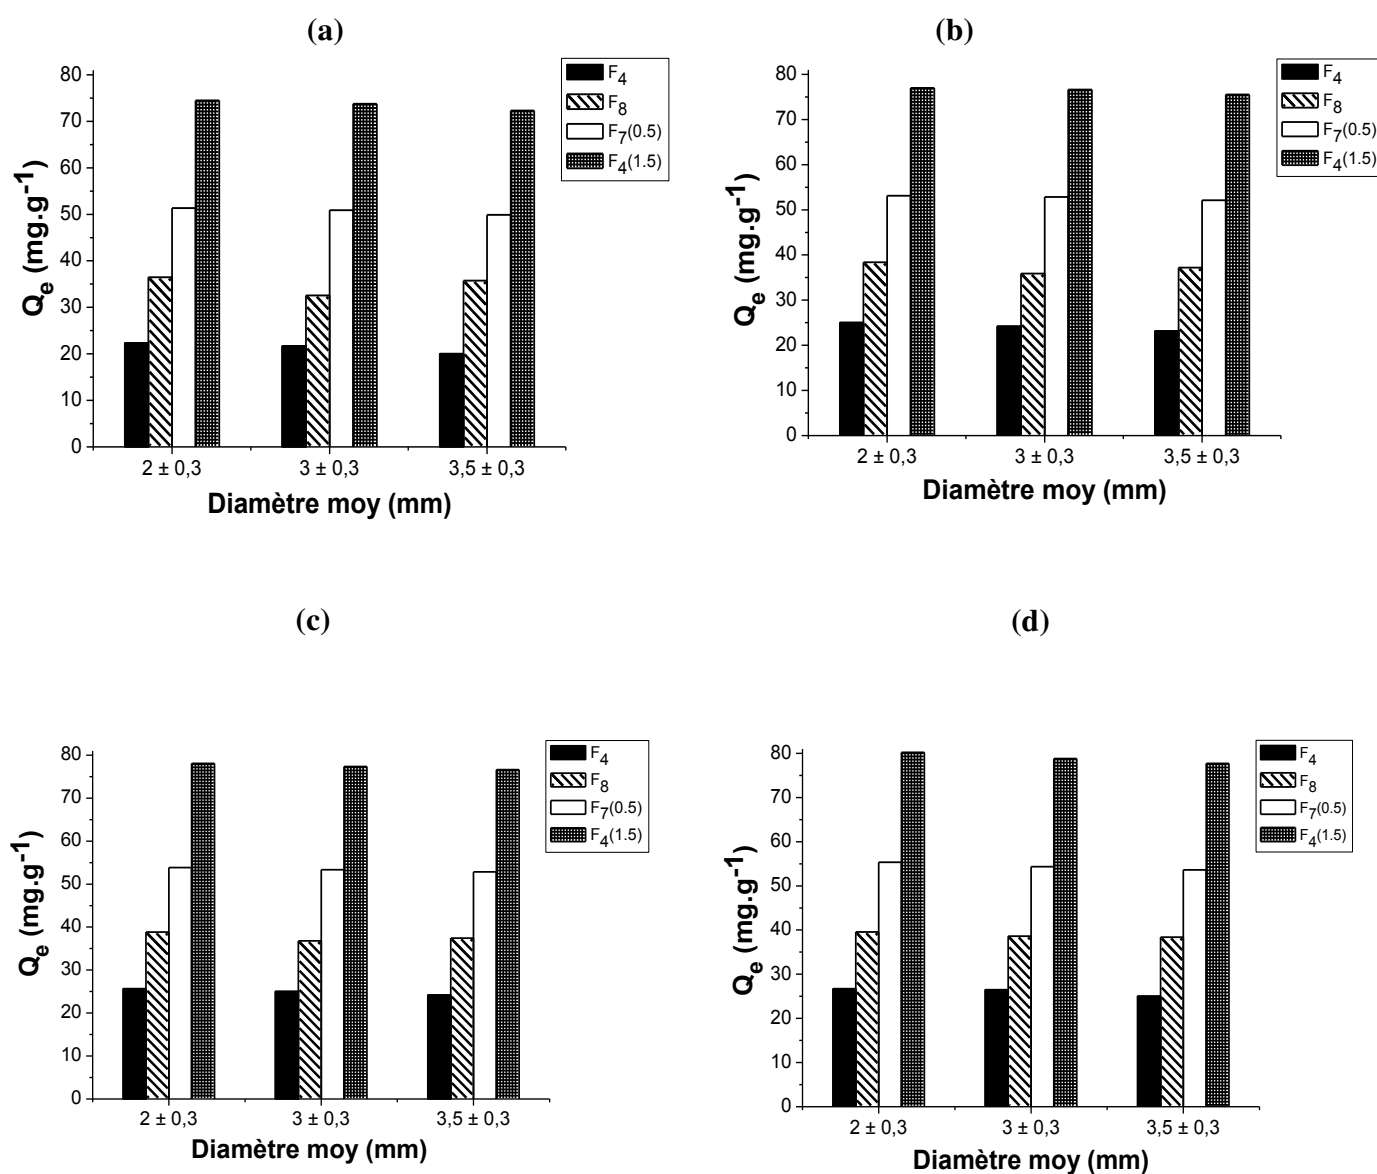 (a)
F4
F8
F7(0.5)
F4(1.5)
80
70
60
50
40
30
20
10
0
Qe (mg.g-1)
2 ± 0,3
3 ± 0,3
3,5 ± 0,3
Diamètre moy (mm)
(b)
F4
F8
F7(0.5)
F4(1.5)
80
70
60
50
40
30
20
10
0
Qe (mg.g-1)
2 ± 0,3
3 ± 0,3
3,5 ± 0,3
Diamètre moy (mm)
(c)
F4
F8
F7(0.5)
F4(1.5)
80
70
60
50
40
30
20
10
0
Qe (mg.g-1)
2 ± 0,3
3 ± 0,3
3,5 ± 0,3
Diamètre moy (mm)
(d)
F4
F8
F7(0.5)
F4(1.5)
80
70
60
50
40
30
20
10
0
Qe (mg.g-1)
2 ± 0,3
3 ± 0,3
3,5 ± 0,3
Diamètre moy (mm)